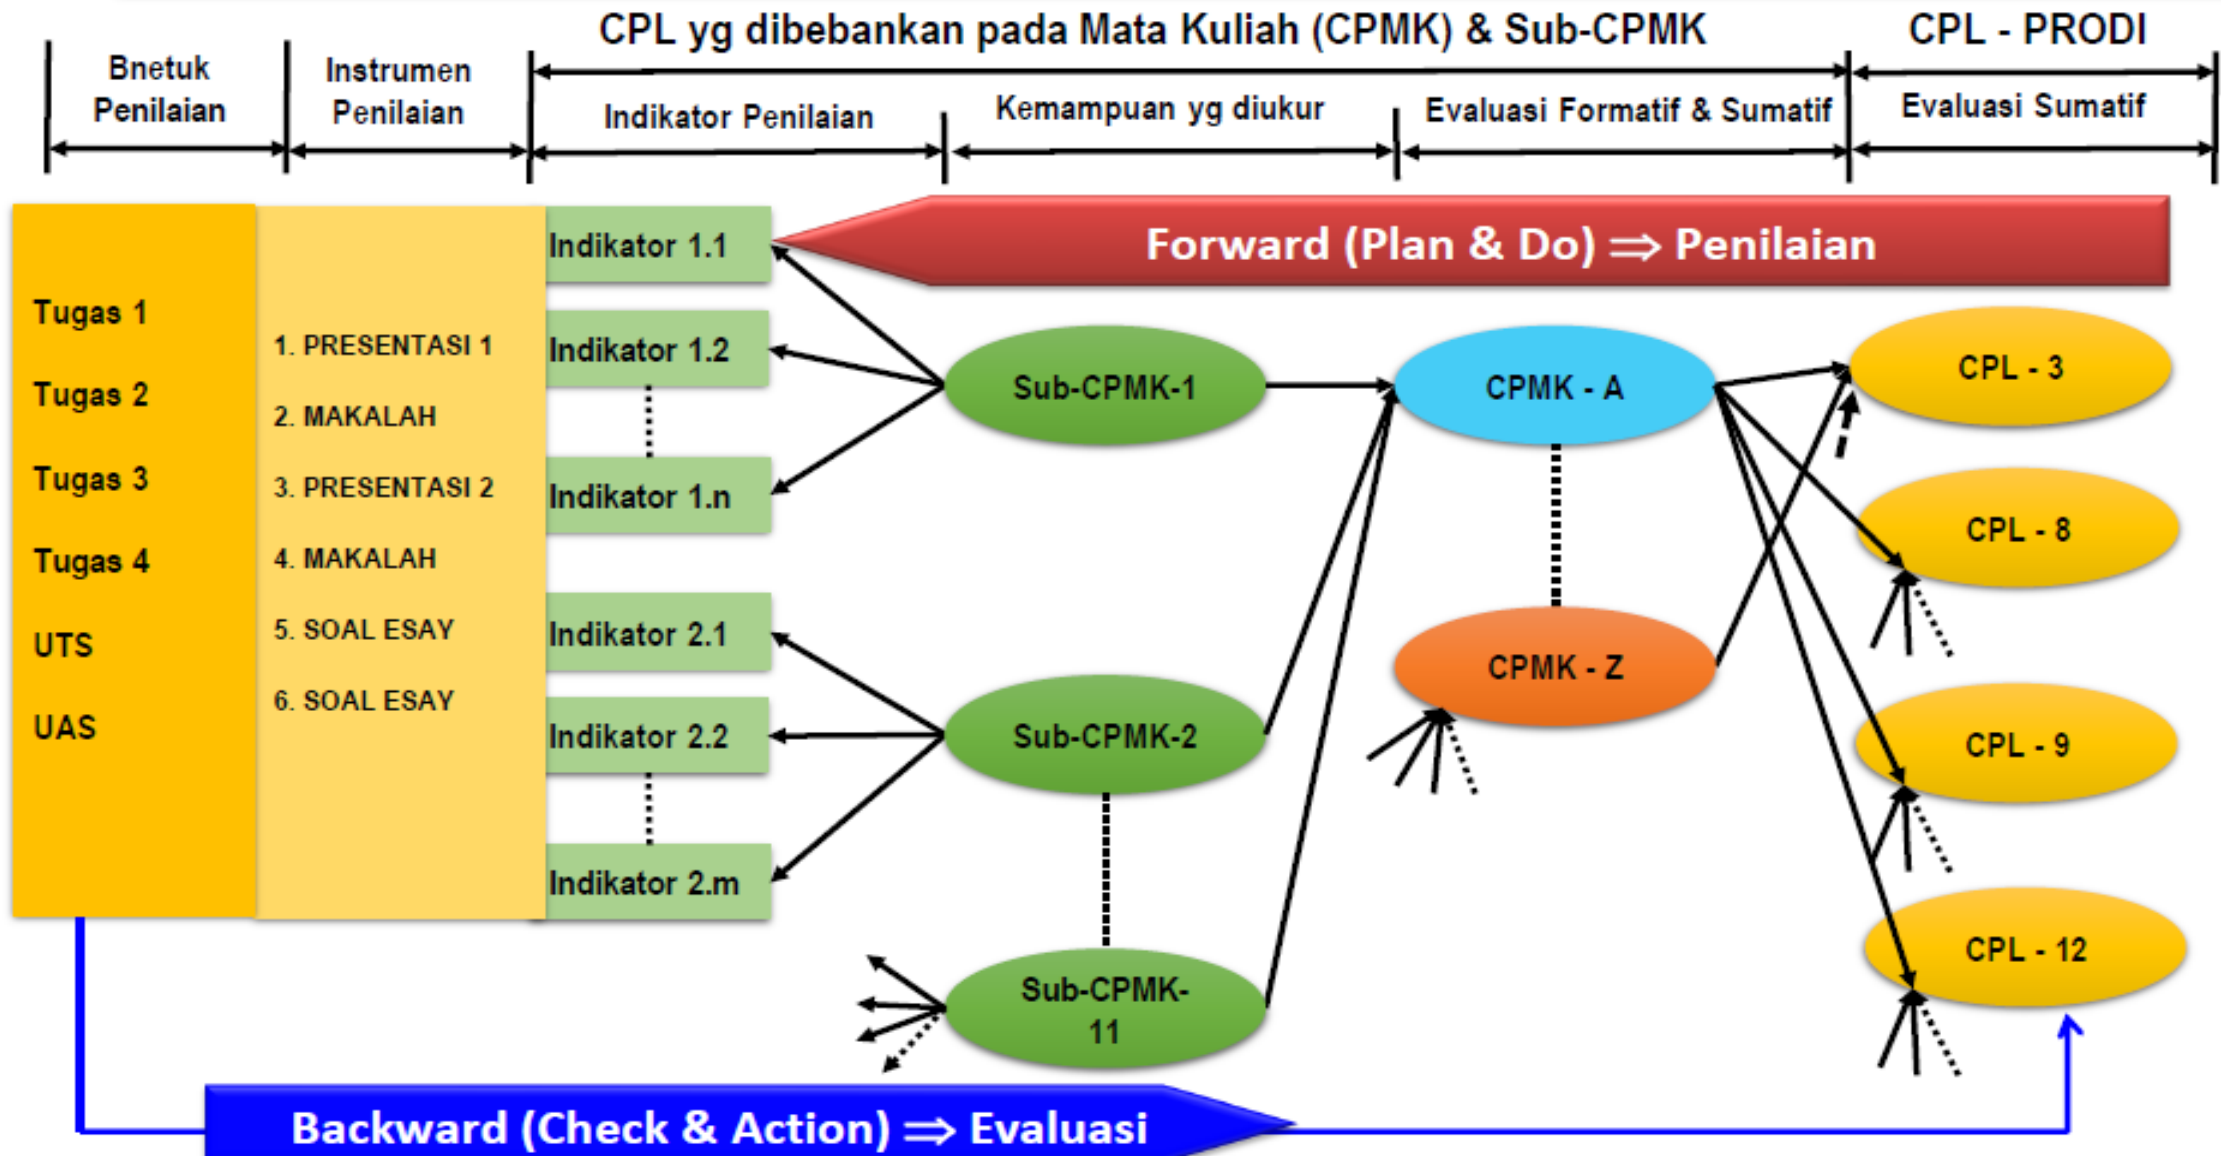 CPL yg dibebankan pada Mata Kuliah (CPMK) & Sub-CPMK
CPL - PRODI
Bnetuk
Penilaian
Instrumen
Penilaian
Indikator Penilaian
Kemampuan yg diukur
Evaluasi Formatif & Sumatif
Evaluasi Sumatif
Forward (Plan & Do) ⇒ Penilaian
Tugas 1
Tugas 2
Tugas 3
Tugas 4
UTS
UAS
1. PRESENTASI 1
2. MAKALAH
3. PRESENTASI 2
4. MAKALAH
5. SOAL ESAY
6. SOAL ESAY
Indikator 1.1
Indikator 1.2
Indikator 1.n
Indikator 2.1
Indikator 2.2
Indikator 2.m
Sub-CPMK-1
Sub-CPMK-2
Sub-CPMK-
11
CPMK - A
CPMK - Z
CPL - 3
CPL - 8
CPL - 9
CPL - 12
Backward (Check & Action) ⇒ Evaluasi